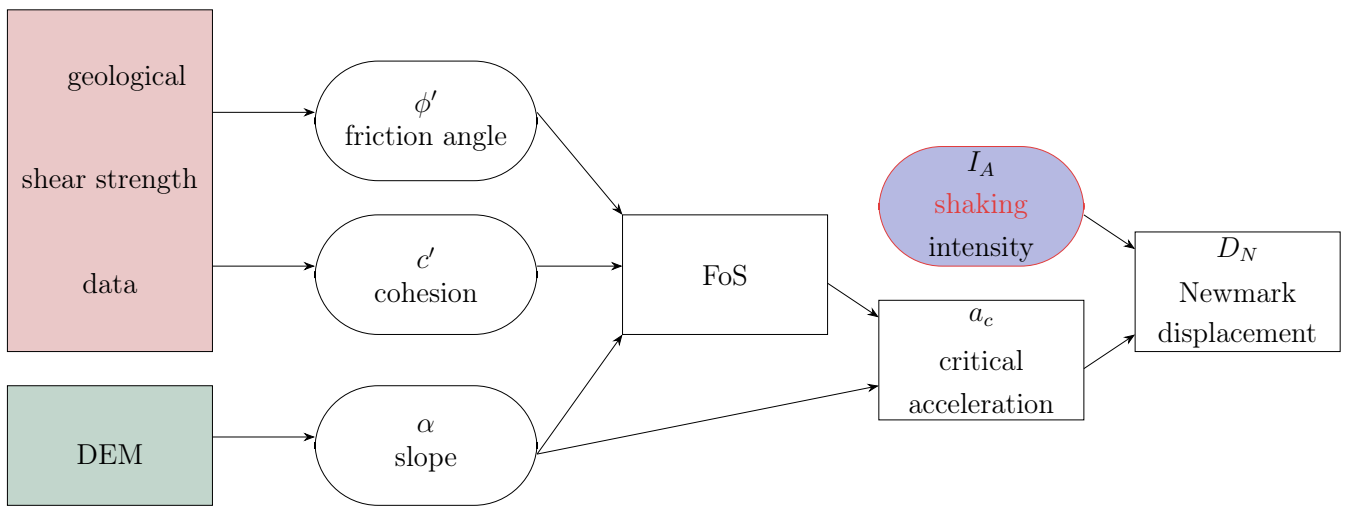 geological
shear strength
data
DEM
ϕ′
friction angle
c′
cohesion
α
slope
FoS
I_A
shaking
intensity
a_c
critical
acceleration
D_N
Newmark
displacement